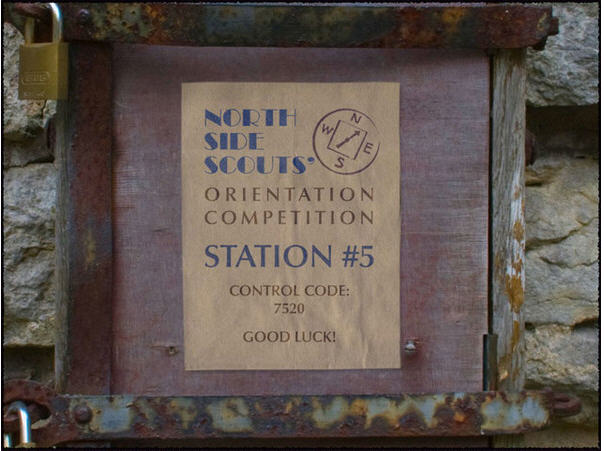 NORTH
SIDE
SCOUTS'
N
W E
S
ORIENTATION
COMPETITION
STATION #5
CONTROL CODE:
7520
GOOD LUCK!